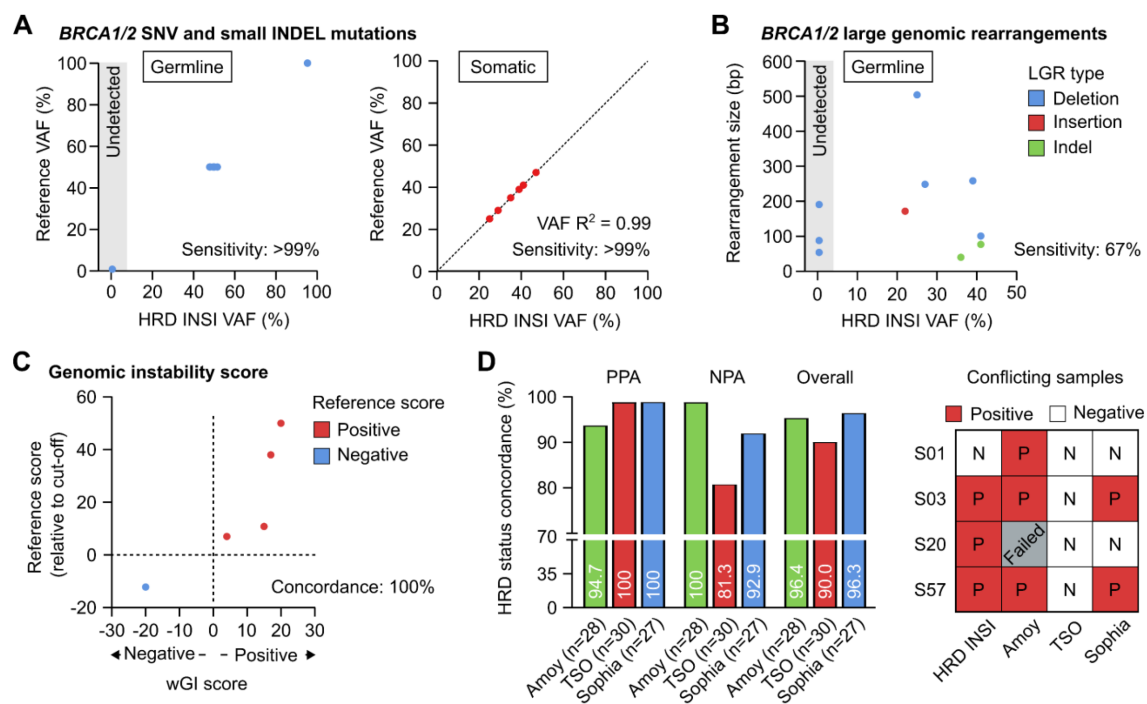 A
BRCA1/2 SNV and small INDEL mutations
Germline
Undetected
Reference VAF (%)
100
80
60
40
20
0
0 20 40 60 80 100
HRD INSI VAF (%)
Sensitivity: >99%
Somatic
Reference VAF (%)
100
80
60
40
20
0
0 20 40 60 80 100
HRD INSI VAF (%)
VAF R² = 0.99
Sensitivity: >99%
B
BRCA1/2 large genomic rearrangements
Germline
Undetected
Rearrangement size (bp)
600
500
400
300
200
100
0
0 10 20 30 40 50
HRD INSI VAF (%)
LGR type
Deletion
Insertion
Indel
Sensitivity: 67%
C
Genomic instability score
Reference score
(relative to cut-off)
60
40
20
0
-20
-30 -20 -10 0 10 20 30
Negative Positive
wGI score
Reference score
Positive
Negative
Concordance: 100%
D
HRD status concordance (%)
100
90
80
70
35
0
PPA NPA Overall
94.7 100 100 100 81.3 92.9 96.4 90.0 96.3
Amoy (n=28)
TSO (n=30)
Sophia (n=27)
Amoy (n=28)
TSO (n=30)
Sophia (n=27)
Amoy (n=28)
TSO (n=30)
Sophia (n=27)
Conflicting samples
Positive Negative
S01 N P N N
S03 P P N P
S20 P Failed N N
S57 P P N P
HRD INSI
Amoy
TSO
Sophia